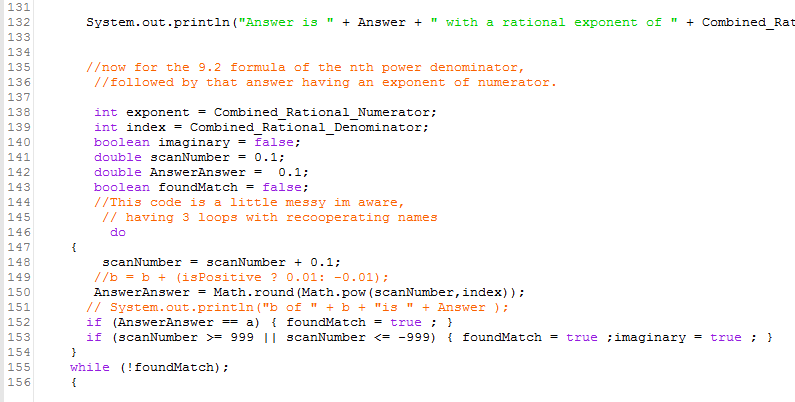 131
132 System.out.println("Answer is " + Answer + " with a rational exponent of " + Combined_Rat
133
134
135 //now for the 9.2 formula of the nth power denominator,
136 //followed by that answer having an exponent of numerator.
137
138 int exponent = Combined_Rational_Numerator;
139 int index = Combined_Rational_Denominator;
140 boolean imaginary = false;
141 double scanNumber = 0.1;
142 double AnswerAnswer =  0.1;
143 boolean foundMatch = false;
144 //This code is a little messy im aware,
145 // having 3 loops with recooperating names
146 do
147 {
148 scanNumber = scanNumber + 0.1;
149 //b = b + (isPositive ? 0.01: -0.01);
150 AnswerAnswer = Math.round(Math.pow(scanNumber,index));
151 // System.out.println("b of " + b + "is " + Answer );
152 if (AnswerAnswer == a) { foundMatch = true ; }
153 if (scanNumber >= 999 || scanNumber <= -999) { foundMatch = true ;imaginary = true ; }
154 }
155 while (!foundMatch);
156 {